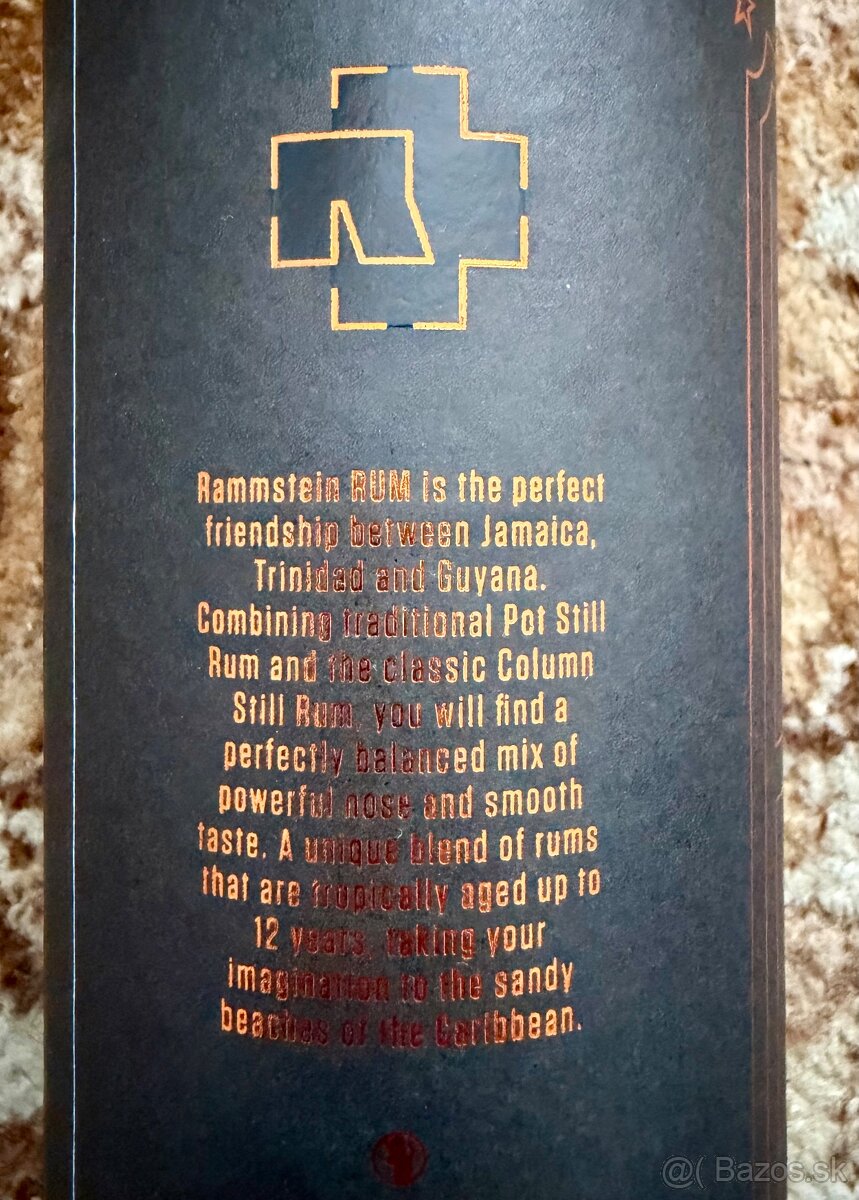 R
Rammstein RUM is the perfect
friendship between Jamaica,
Trinidad and Guyana.
Combining traditional Pot Still
Rum and the classic Column
Still Rum, you will find a
perfectly balanced mix of
powerful nose and smooth
taste. A unique blend of rums
that are tropically aged up to
12 years, taking your
imagination to the sandy
beaches of the Caribbean.
@( Bazos.sk